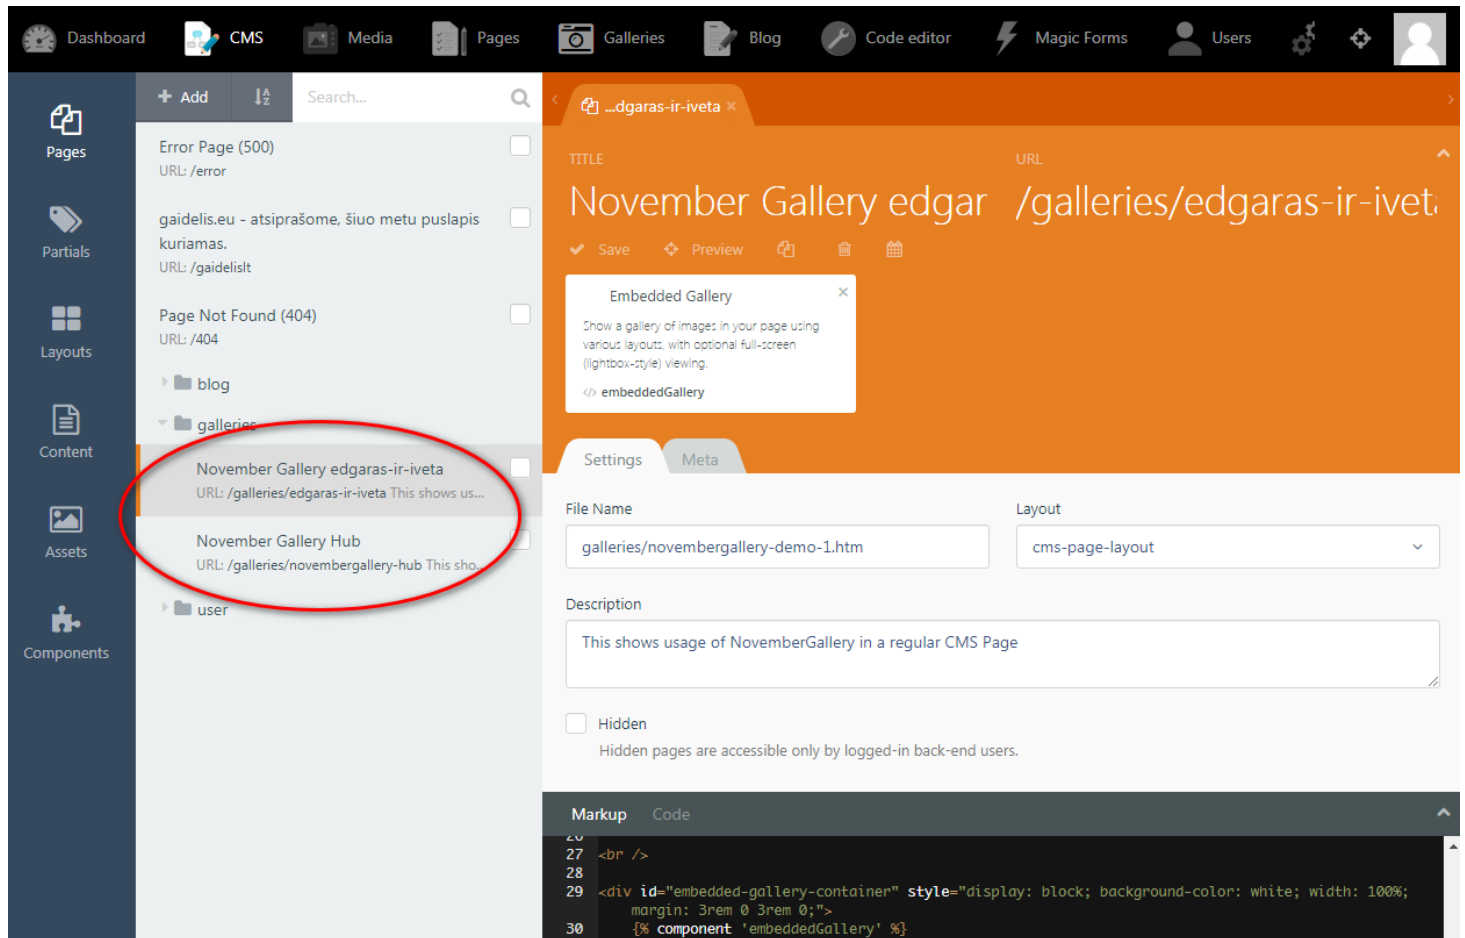 Dashboard CMS Media Pages Galleries Blog Code editor Magic Forms Users
Pages
Partials
Layouts
Content
Assets
Components
+ Add
Search...
Error Page (500)
URL: /error
gaidelis.eu - atsiprašome, šiuo metu puslapis
kuriamas.
URL: /gaidelislt
Page Not Found (404)
URL: /404
blog
galleries
November Gallery edgaras-ir-iveta
URL: /galleries/edgaras-ir-iveta This shows us...
November Gallery Hub
URL: /galleries/novembergallery-hub This sho...
user
...dgaras-ir-iveta ×
TITLE
November Gallery edgar
URL
/galleries/edgaras-ir-iveta
Save Preview
Embedded Gallery ×
Show a gallery of images in your page using
various layouts, with optional full-screen
(lightbox-style) viewing.
</> embeddedGallery
Settings Meta
File Name
galleries/novembergallery-demo-1.htm
Layout
cms-page-layout
Description
This shows usage of NovemberGallery in a regular CMS Page
Hidden
Hidden pages are accessible only by logged-in back-end users.
Markup Code
26
27 <br />
28
29 <div id="embedded-gallery-container" style="display: block; background-color: white; width: 100%;
margin: 3rem 0 3rem 0;">
30 {% component 'embeddedGallery' %}